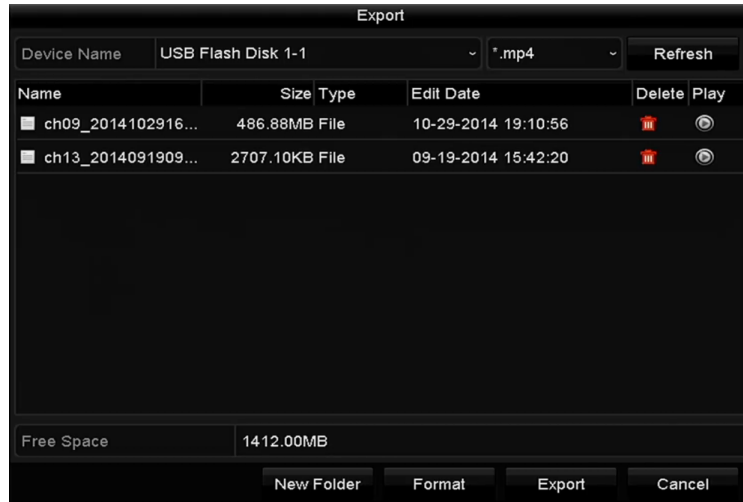 Export
Device Name USB Flash Disk 1-1 *.mp4 Refresh
Name Size Type Edit Date Delete Play
ch09_2014102916... 486.88MB File 10-29-2014 19:10:56
ch13_2014091909... 2707.10KB File 09-19-2014 15:42:20
Free Space 1412.00MB
New Folder Format Export Cancel